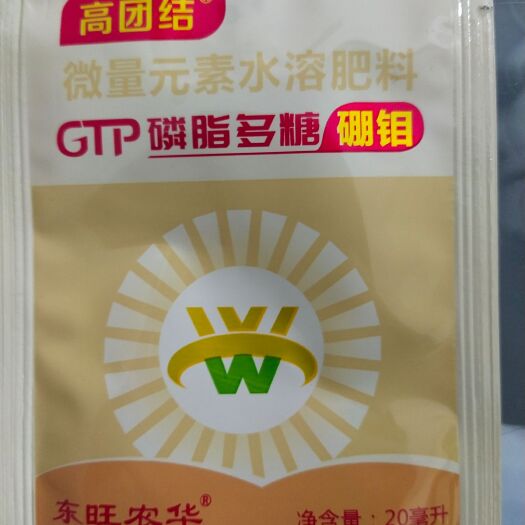 高团结®
微量元素水溶肥料
GTP 磷脂多糖 硼钼
W
东旺农华® 净含量：20毫升